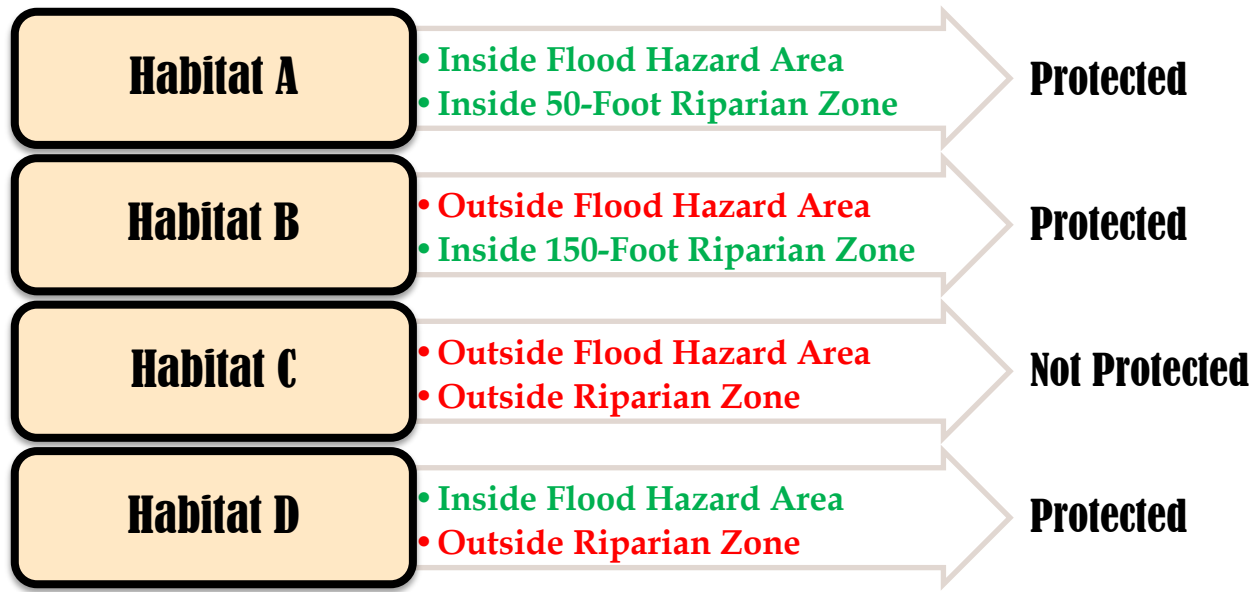 Habitat A
• Inside Flood Hazard Area
• Inside 50-Foot Riparian Zone
Protected
Habitat B
• Outside Flood Hazard Area
• Inside 150-Foot Riparian Zone
Protected
Habitat C
• Outside Flood Hazard Area
• Outside Riparian Zone
Not Protected
Habitat D
• Inside Flood Hazard Area
• Outside Riparian Zone
Protected